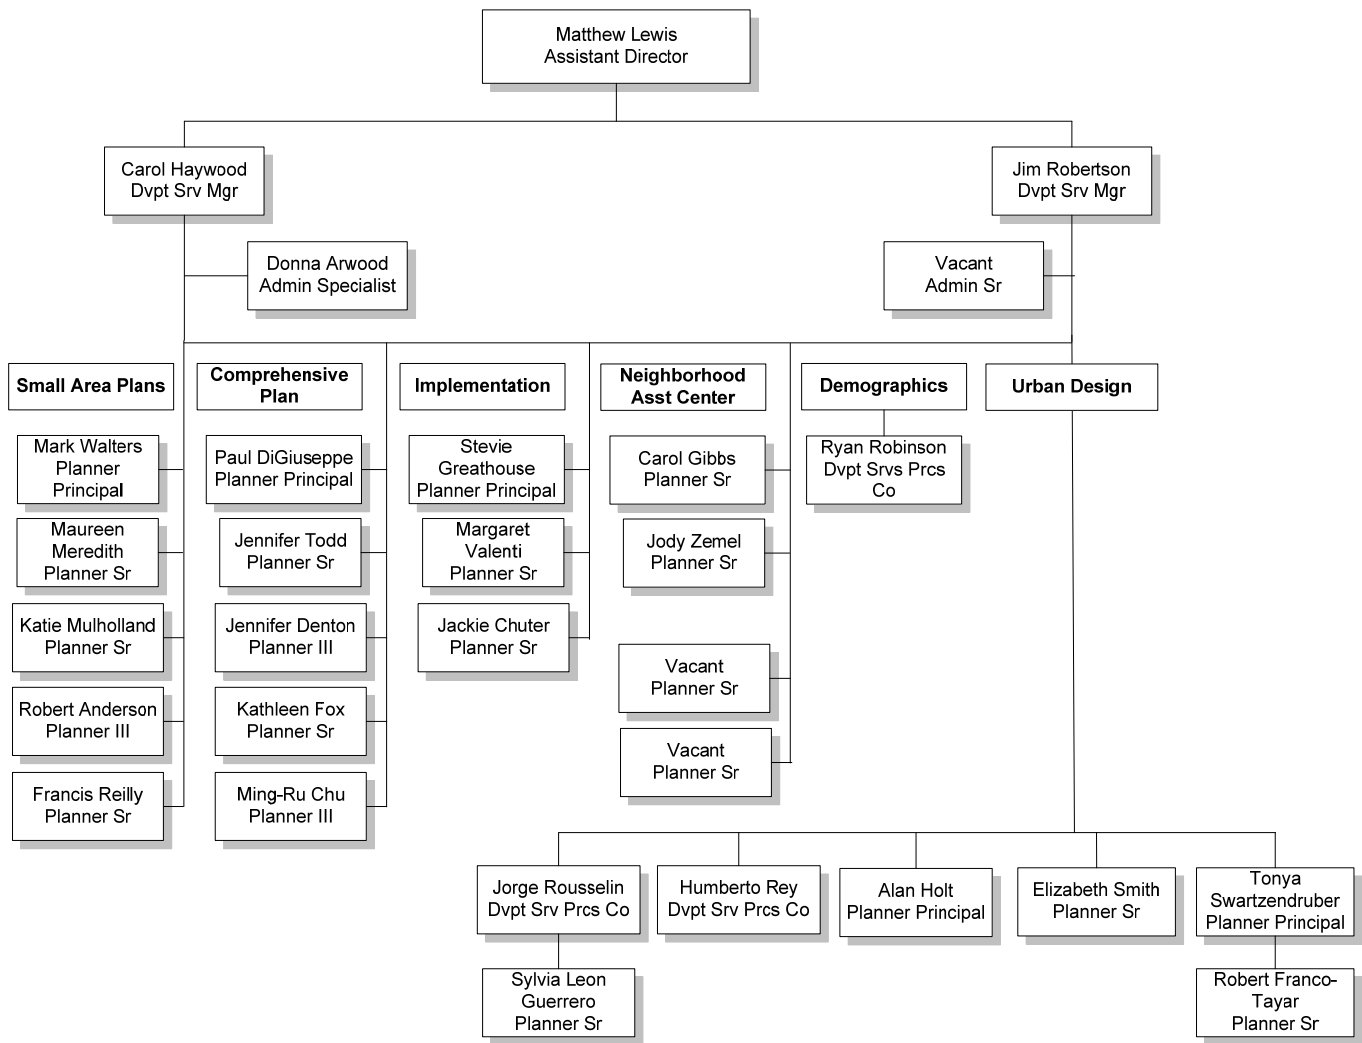 Matthew Lewis
Assistant Director
Carol Haywood
Dvpt Srv Mgr
Jim Robertson
Dvpt Srv Mgr
Donna Arwood
Admin Specialist
Vacant
Admin Sr
Small Area Plans
Comprehensive
Plan
Implementation
Neighborhood
Asst Center
Demographics
Urban Design
Mark Walters
Planner
Principal
Maureen
Meredith
Planner Sr
Katie Mulholland
Planner Sr
Robert Anderson
Planner III
Francis Reilly
Planner Sr
Paul DiGiuseppe
Planner Principal
Jennifer Todd
Planner Sr
Jennifer Denton
Planner III
Kathleen Fox
Planner Sr
Ming-Ru Chu
Planner III
Stevie
Greathouse
Planner Principal
Margaret
Valenti
Planner Sr
Jackie Chuter
Planner Sr
Carol Gibbs
Planner Sr
Jody Zemel
Planner Sr
Vacant
Planner Sr
Vacant
Planner Sr
Ryan Robinson
Dvpt Srvs Prcs
Co
Jorge Rousselin
Dvpt Srv Prcs Co
Humberto Rey
Dvpt Srv Prcs Co
Alan Holt
Planner Principal
Elizabeth Smith
Planner Sr
Tonya
Swartzendruber
Planner Principal
Sylvia Leon
Guerrero
Planner Sr
Robert Franco-
Tayar
Planner Sr